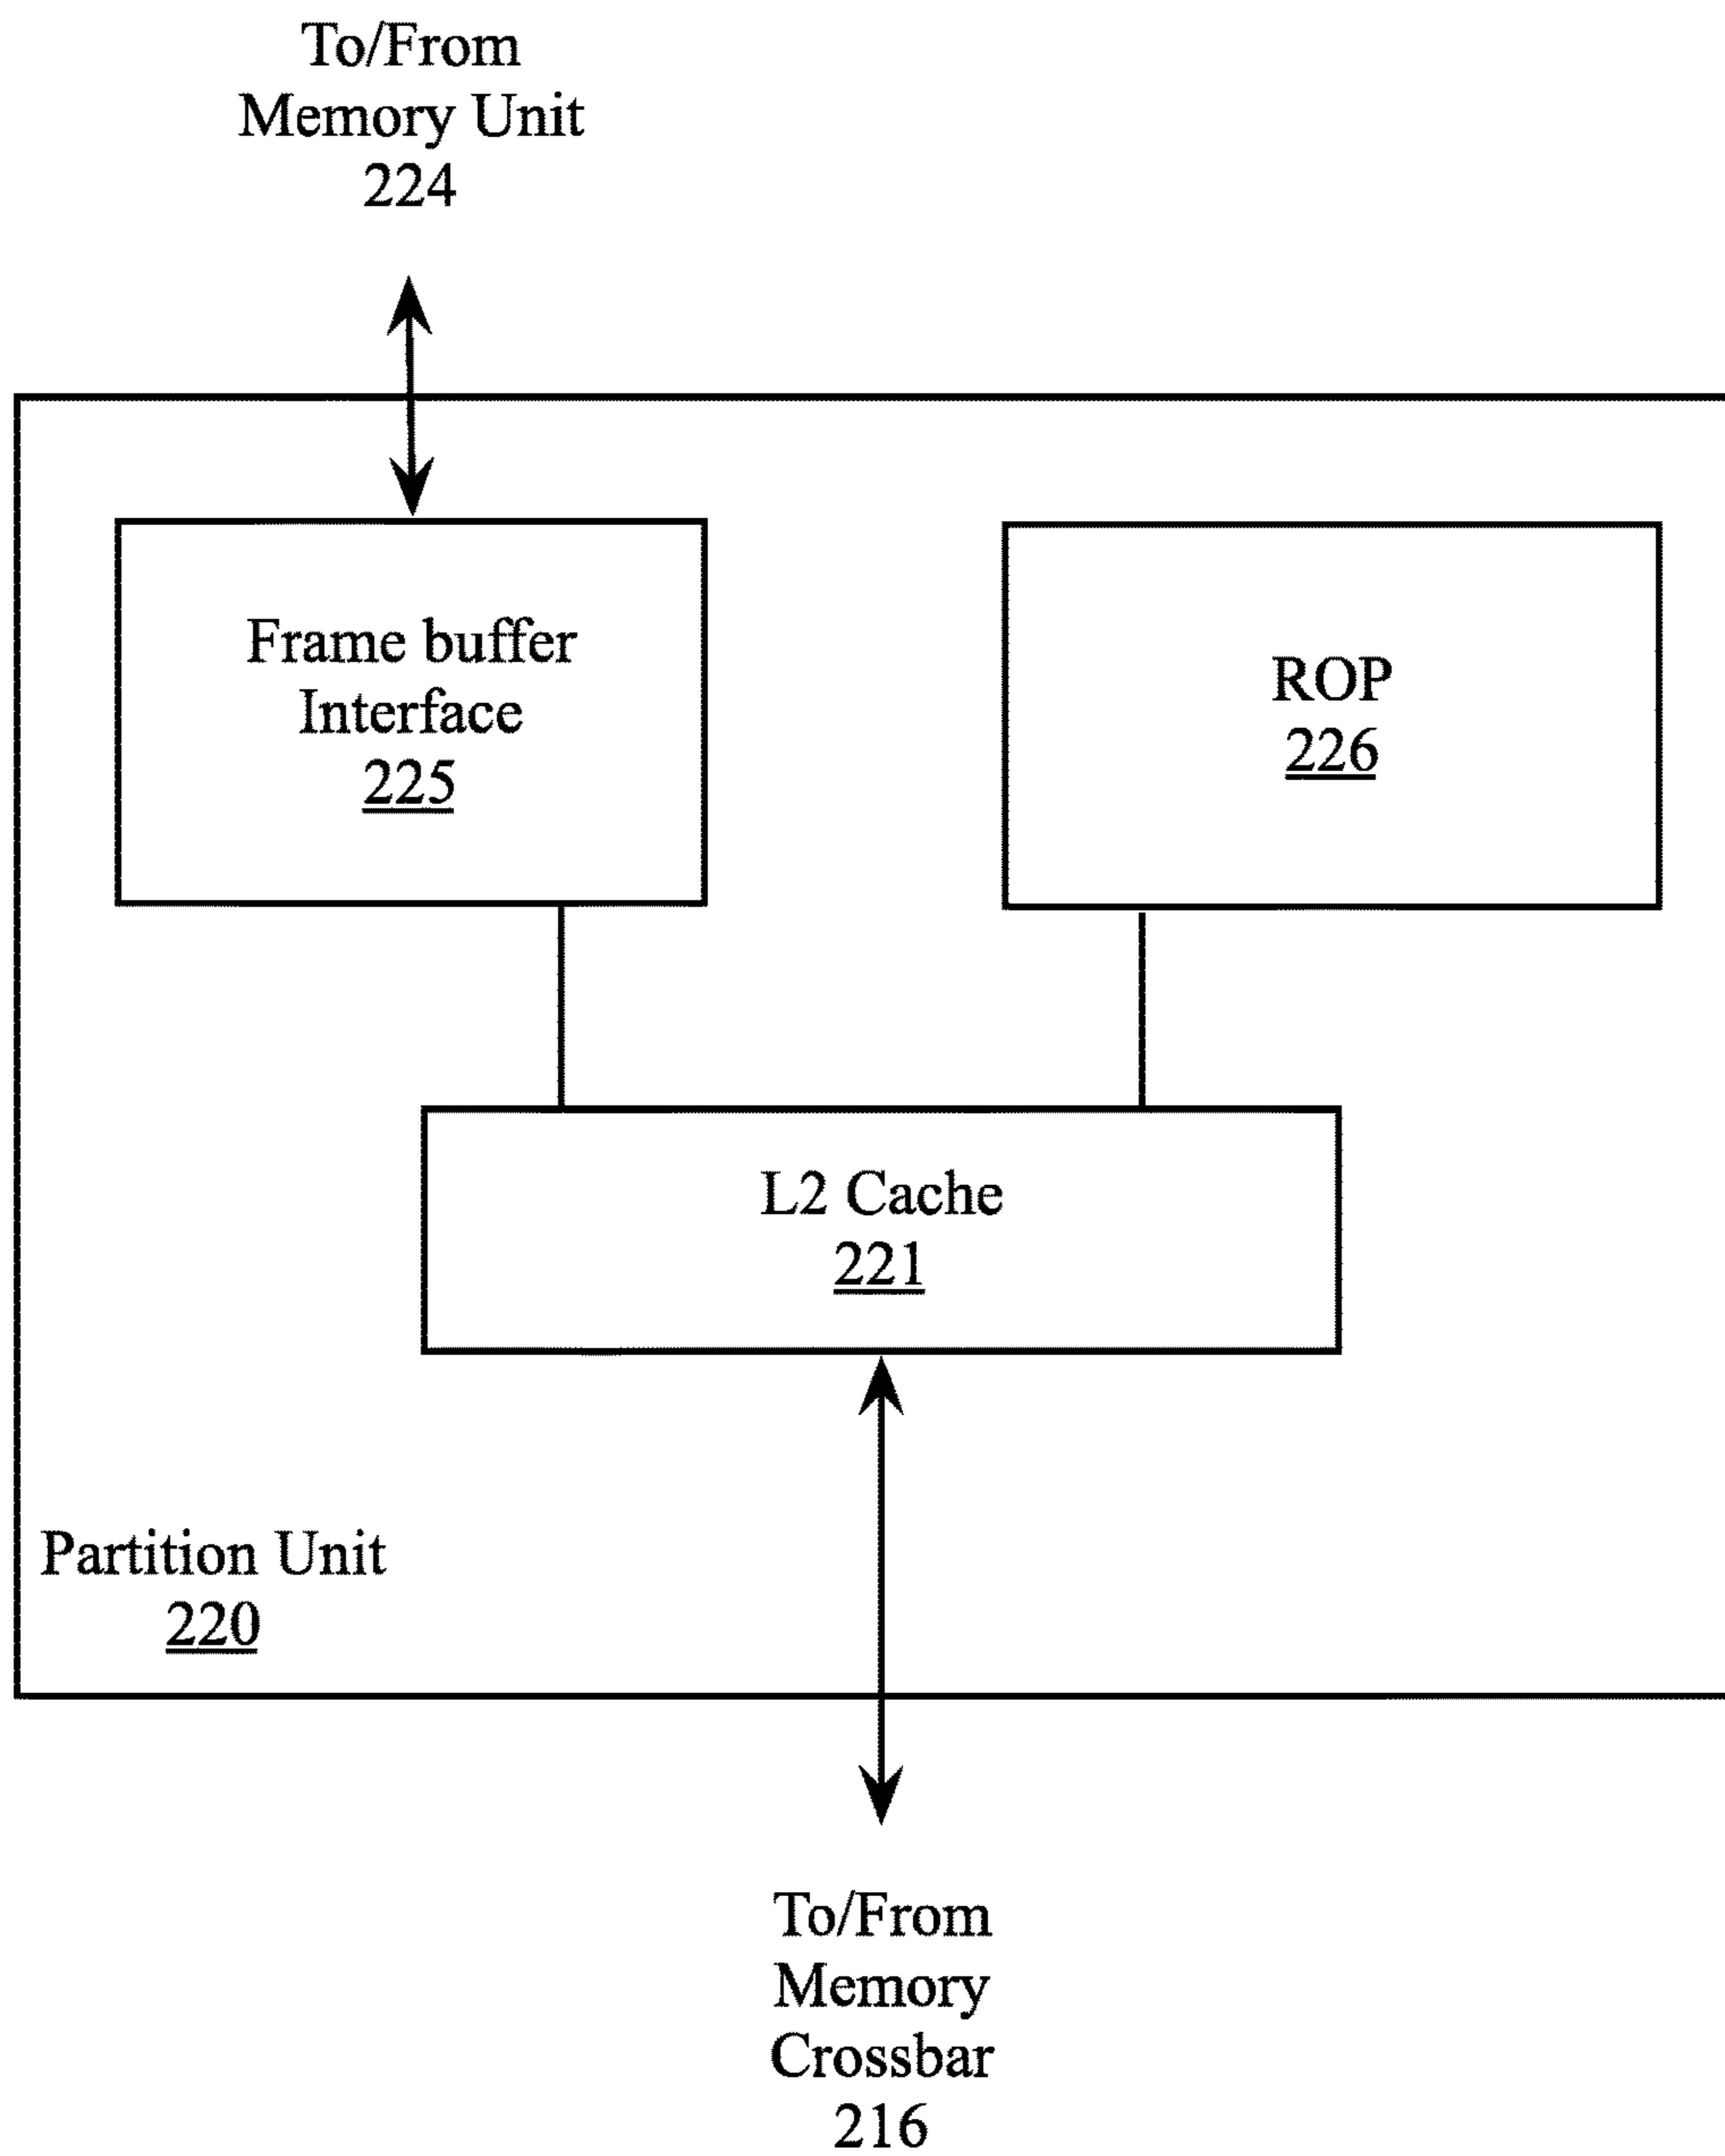 To/From
Memory Unit
224
Frame buffer
Interface
225
ROP
226
L2 Cache
221
Partition Unit
220
To/From
Memory
Crossbar
216